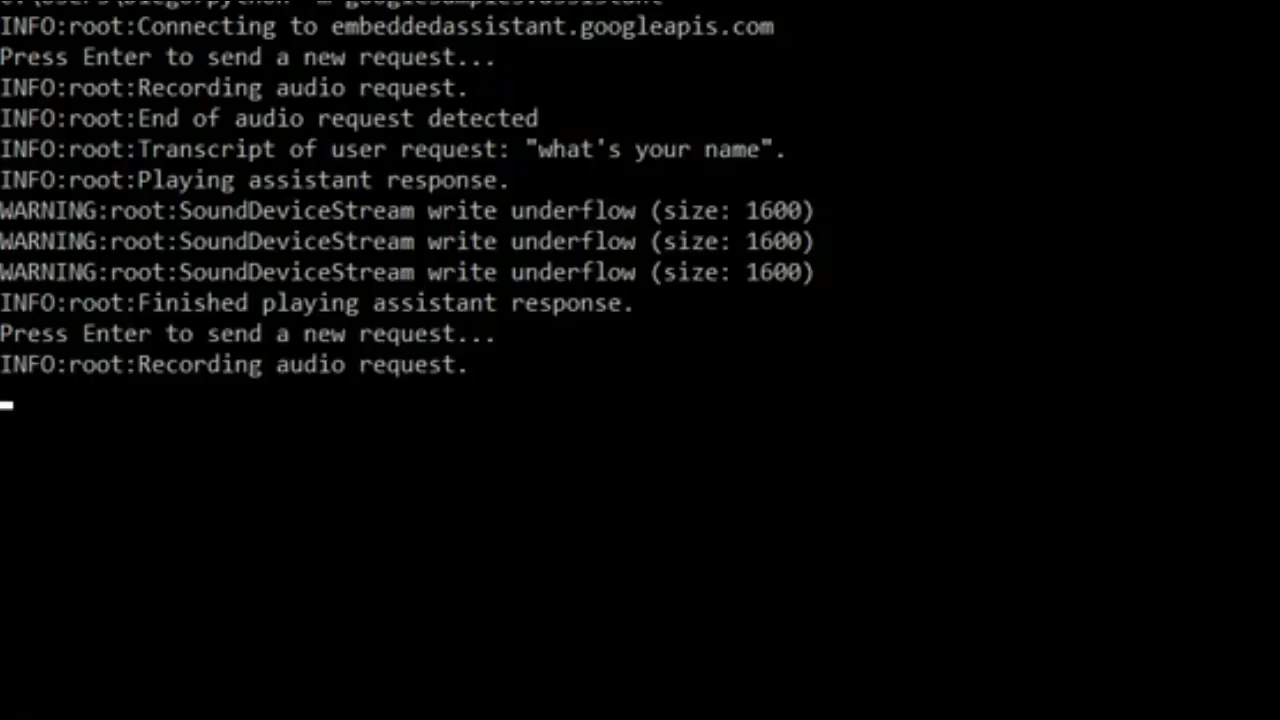 INFO:root:Connecting to embeddedassistant.googleapis.com
Press Enter to send a new request...
INFO:root:Recording audio request.
INFO:root:End of audio request detected
INFO:root:Transcript of user request: "what's your name".
INFO:root:Playing assistant response.
WARNING:root:SoundDeviceStream write underflow (size: 1600)
WARNING:root:SoundDeviceStream write underflow (size: 1600)
WARNING:root:SoundDeviceStream write underflow (size: 1600)
INFO:root:Finished playing assistant response.
Press Enter to send a new request...
INFO:root:Recording audio request.